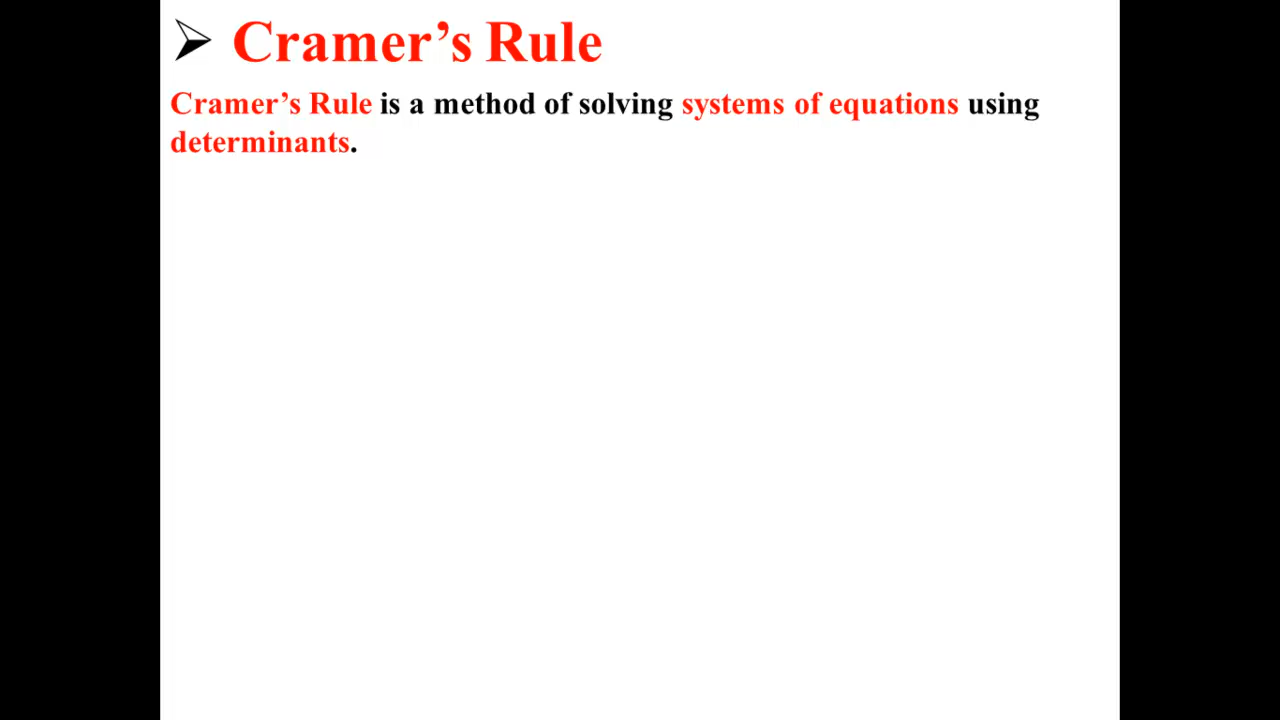 Cramer’s Rule
Cramer’s Rule is a method of solving systems of equations using
determinants.